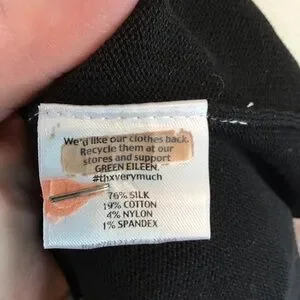 We'd like our clothes back.
Recycle them at our
stores and support
GREEN EILEEN.
#thxverymuch
76% SILK
19% COTTON
4% NYLON
1% SPANDEX